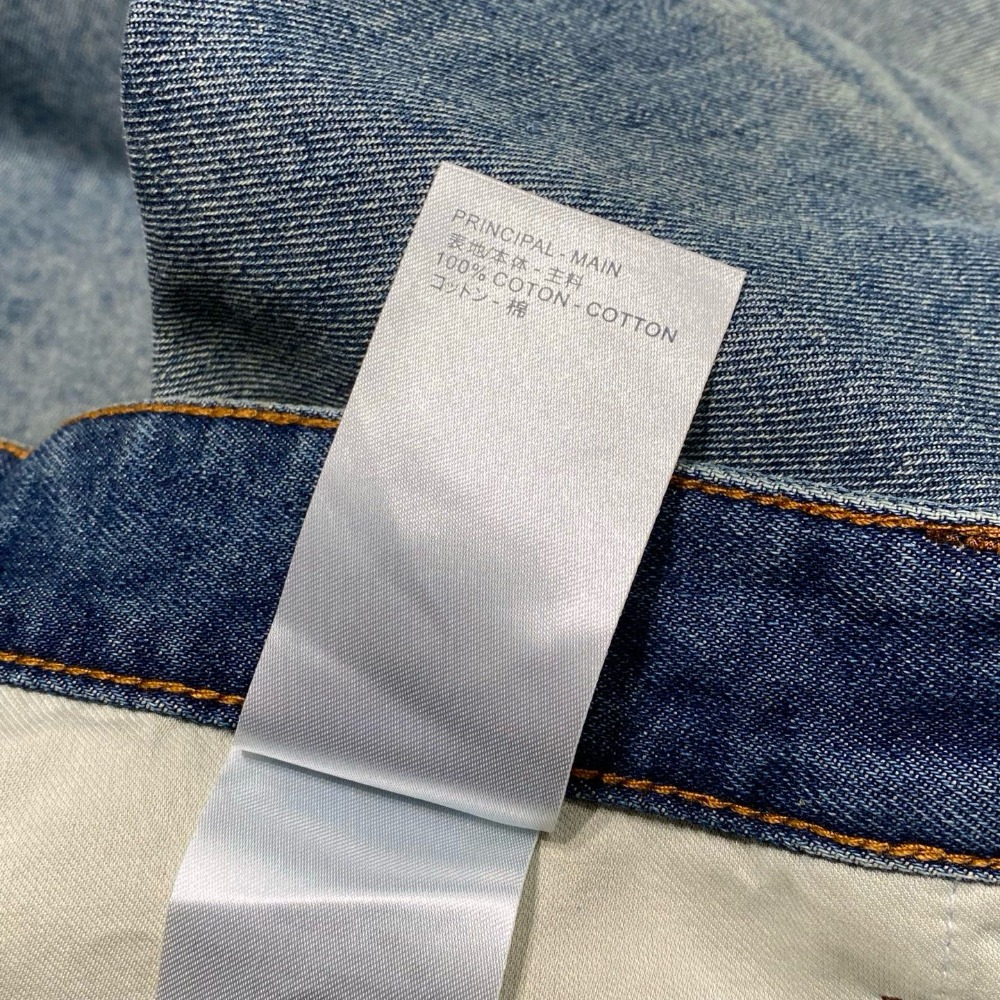 PRINCIPAL - MAIN
表地/本体 - 主料
100% COTON - COTTON
コットン - 棉